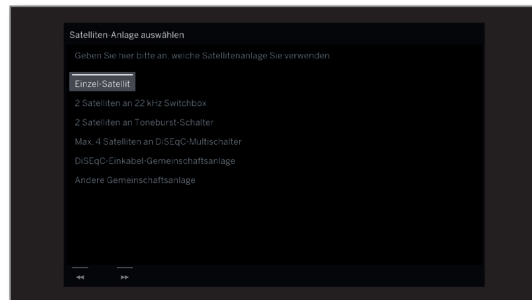 Satelliten-Anlage auswählen
Geben Sie hier bitte an, welche Satellitenanlage Sie verwenden.
Einzel-Satellit
2 Satelliten an 22 kHz Switchbox
2 Satelliten an Toneburst-Schalter
Max. 4 Satelliten an DiSEqC-Multischalter
DiSEqC-Einkabel-Gemeinschaftsanlage
Andere Gemeinschaftsanlage